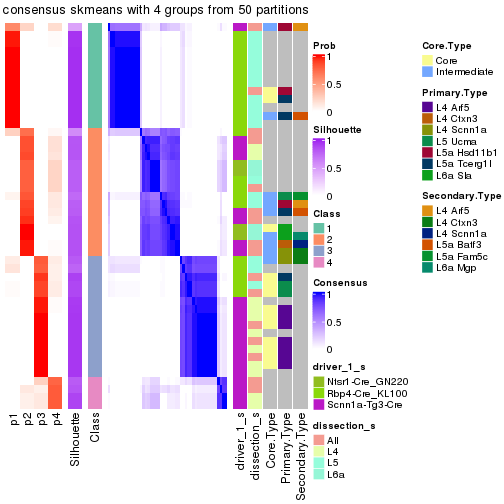 consensus skmeans with 4 groups from 50 partitions
Prob
1
0.5
0
Silhouette
1
0.5
0
Class
1
2
3
4
Consensus
1
0.5
0
driver_1_s
Ntsr1-Cre_GN220
Rbp4-Cre_KL100
Scnn1a-Tg3-Cre
dissection_s
All
L4
L5
L6a
Core.Type
Core
Intermediate
Primary.Type
L4 Arf5
L4 Ctxn3
L4 Scnn1a
L5 Ucma
L5a Hsd11b1
L5a Tcerg1l
L6a Sla
Secondary.Type
L4 Arf5
L4 Ctxn3
L4 Scnn1a
L5a Batf3
L5a Fam5c
L6a Mgp
p1
p2
p3
p4
Silhouette
Class
driver_1_s
dissection_s
Core.Type
Primary.Type
Secondary.Type